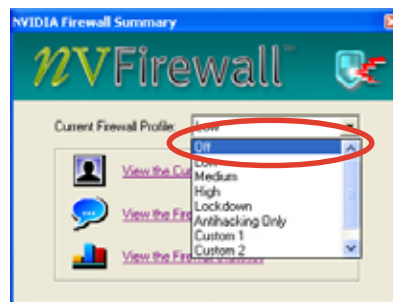 NVIDIA Firewall Summary
nVFirewall™
Current Firewall Profile: Low
Off
Low
Medium
High
Lockdown
Antihacking Only
Custom 1
Custom 2
View the Cu
View the Fire
View the Fire